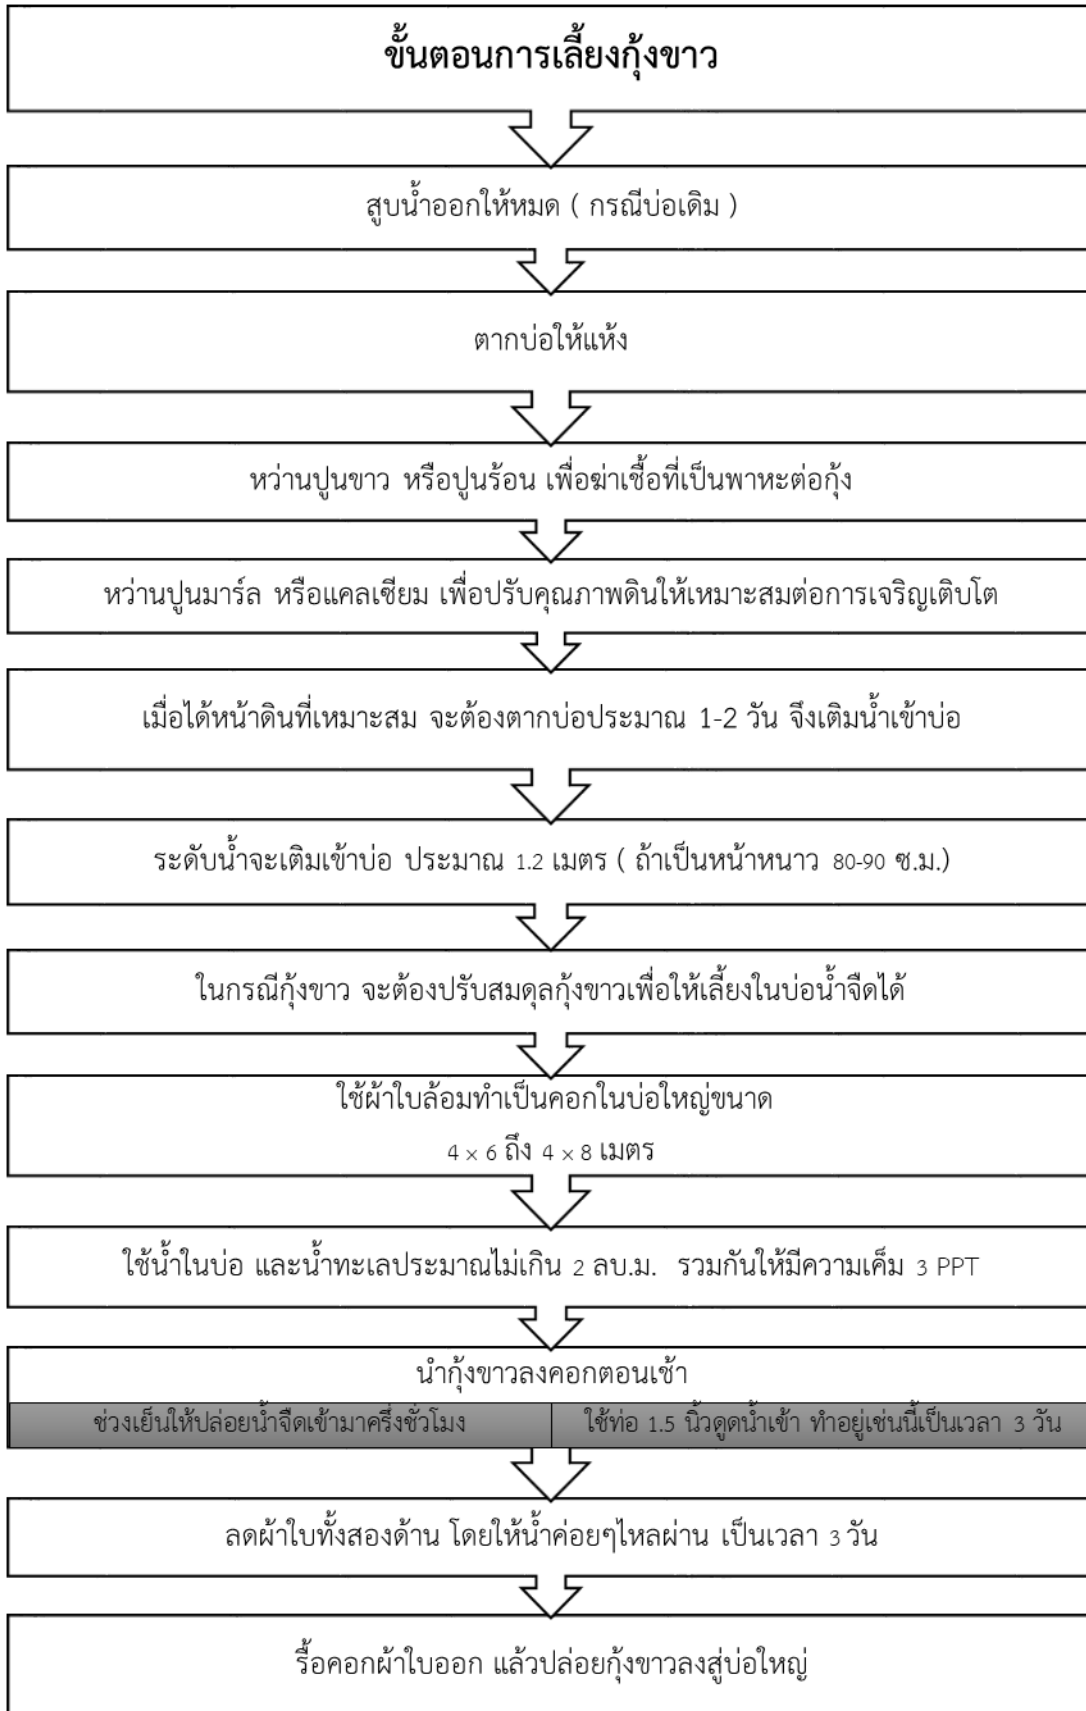 ขั้นตอนการเลี้ยงกุ้งขาว
สูบน้ำออกให้หมด ( กรณีบ่อเดิม )
ตากบ่อให้แห้ง
หว่านปูนขาว หรือปูนร้อน เพื่อฆ่าเชื้อที่เป็นพาหะต่อกุ้ง
หว่านปูนมาร์ล หรือแคลเซียม เพื่อปรับคุณภาพดินให้เหมาะสมต่อการเจริญเติบโต
เมื่อได้หน้าดินที่เหมาะสม จะต้องตากบ่อประมาณ 1-2 วัน จึงเติมน้ำเข้าบ่อ
ระดับน้ำจะเติมเข้าบ่อ ประมาณ 1.2 เมตร ( ถ้าเป็นหน้าหนาว 80-90 ซ.ม.)
ในกรณีกุ้งขาว จะต้องปรับสมดุลกุ้งขาวเพื่อให้เลี้ยงในบ่อน้ำจืดได้
ใช้ผ้าใบล้อมทำเป็นคอกในบ่อใหญ่ขนาด
4 × 6 ถึง 4 × 8 เมตร
ใช้น้ำในบ่อ และน้ำทะเลประมาณไม่เกิน 2 ลบ.ม. รวมกันให้มีความเค็ม 3 PPT
นำกุ้งขาวลงคอกตอนเช้า
ช่วงเย็นให้ปล่อยน้ำจืดเข้ามาครึ่งชั่วโมง
ใช้ท่อ 1.5 นิ้วดูดน้ำเข้า ทำอยู่เช่นนี้เป็นเวลา 3 วัน
ลดผ้าใบทั้งสองด้าน โดยให้น้ำค่อยๆไหลผ่าน เป็นเวลา 3 วัน
รื้อคอกผ้าใบออก แล้วปล่อยกุ้งขาวลงสู่บ่อใหญ่